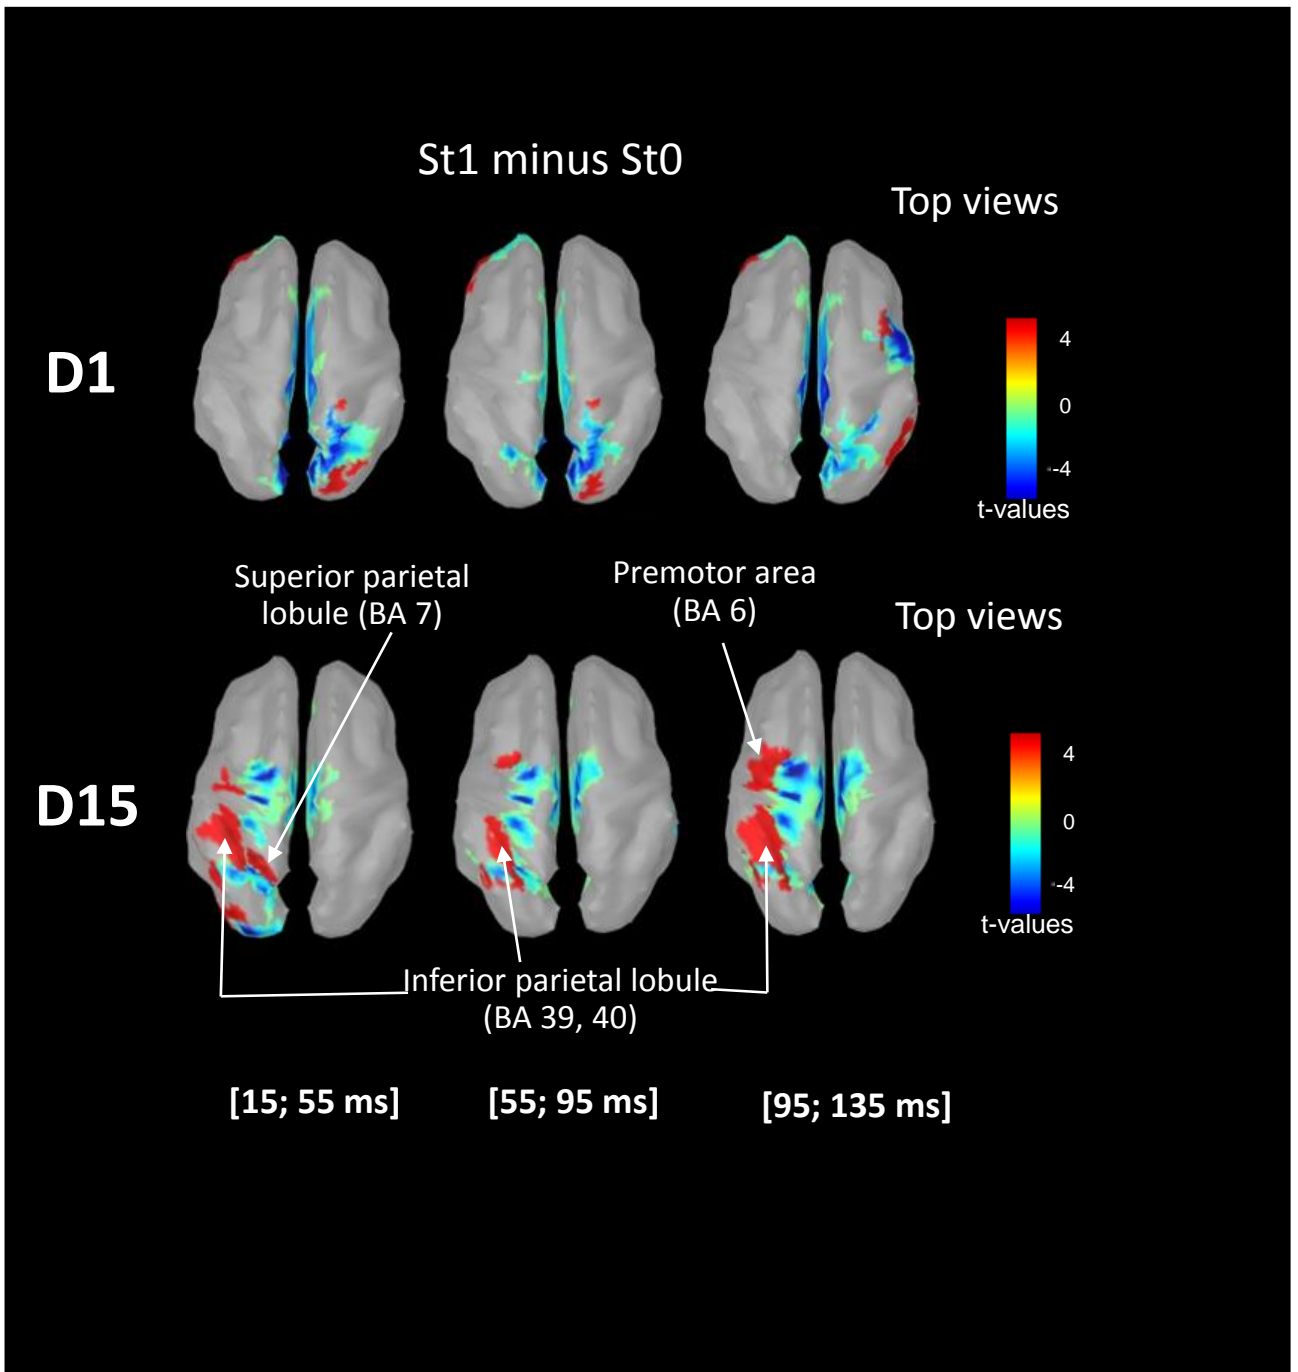 St1 minus St0
Top views
D1
4
0
-4
t-values
Superior parietal
lobule (BA 7)
Premotor area
(BA 6)
Top views
D15
4
0
-4
t-values
Inferior parietal lobule
(BA 39, 40)
[15; 55 ms]
[55; 95 ms]
[95; 135 ms]